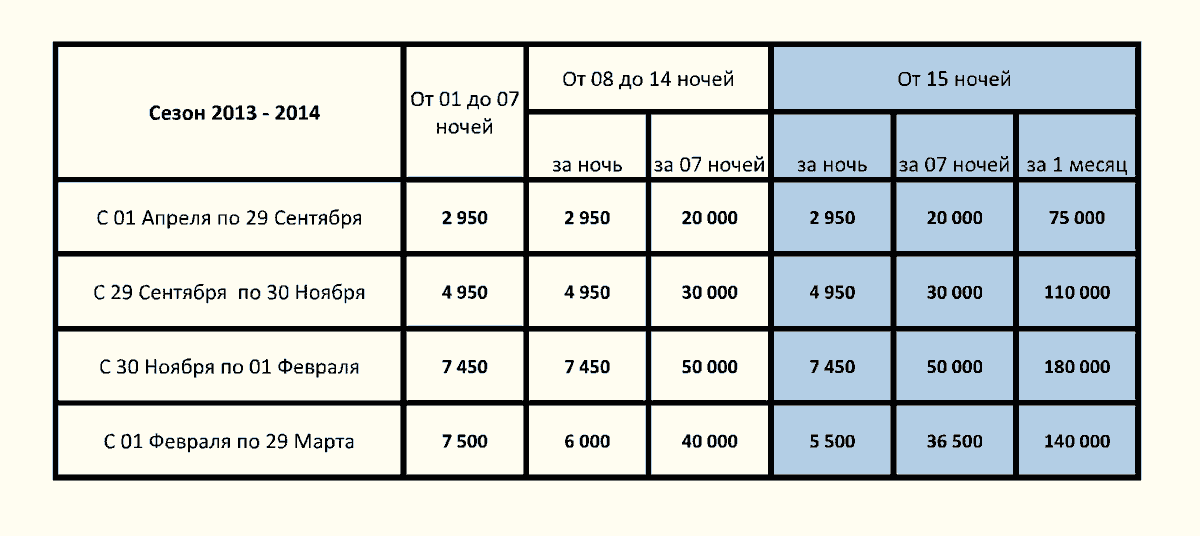 Сезон 2013 - 2014
От 01 до 07
ночей
От 08 до 14 ночей
От 15 ночей
за ночь
за 07 ночей
за ночь
за 07 ночей
за 1 месяц
С 01 Апреля по 29 Сентября
2 950
2 950
20 000
2 950
20 000
75 000
С 29 Сентября по 30 Ноября
4 950
4 950
30 000
4 950
30 000
110 000
С 30 Ноября по 01 Февраля
7 450
7 450
50 000
7 450
50 000
180 000
С 01 Февраля по 29 Марта
7 500
6 000
40 000
5 500
36 500
140 000